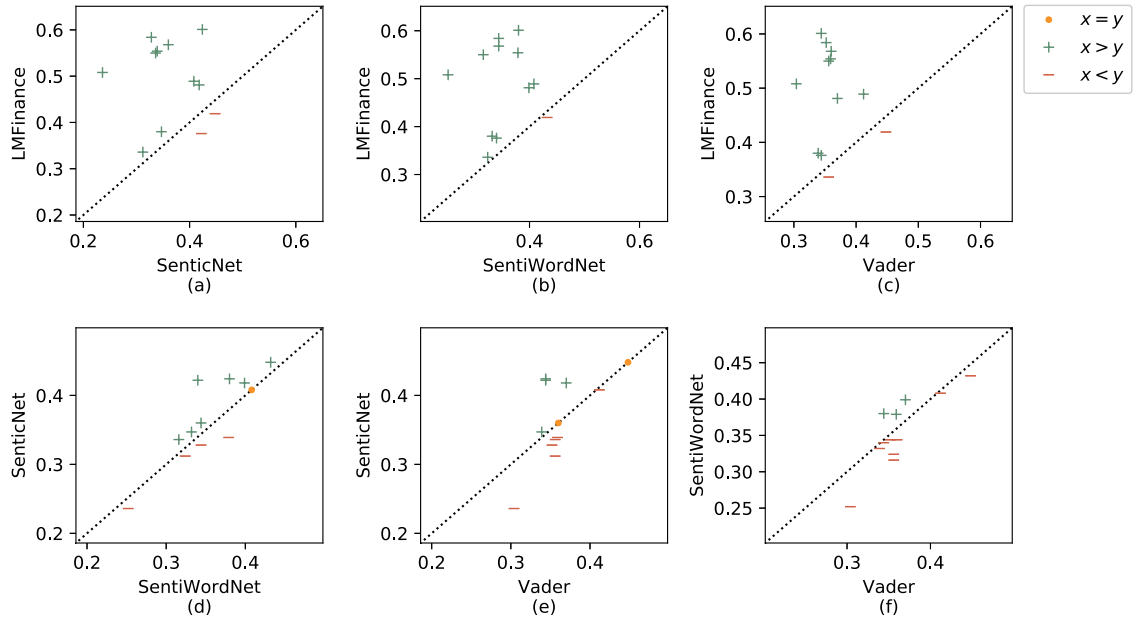 0.6
0.5
0.4
0.3
0.2
LMFinance
0.2
0.4
0.6
SenticNet
(a)
0.6
0.5
0.4
0.3
LMFinance
0.4
0.6
SentiWordNet
(b)
0.6
0.5
0.4
0.3
LMFinance
0.3
0.4
0.5
0.6
Vader
(c)
x = y
x > y
x < y
0.4
0.3
0.2
SenticNet
0.2
0.3
0.4
SentiWordNet
(d)
0.4
0.3
0.2
SenticNet
0.2
0.3
0.4
Vader
(e)
0.45
0.40
0.35
0.30
0.25
SentiWordNet
0.3
0.4
Vader
(f)